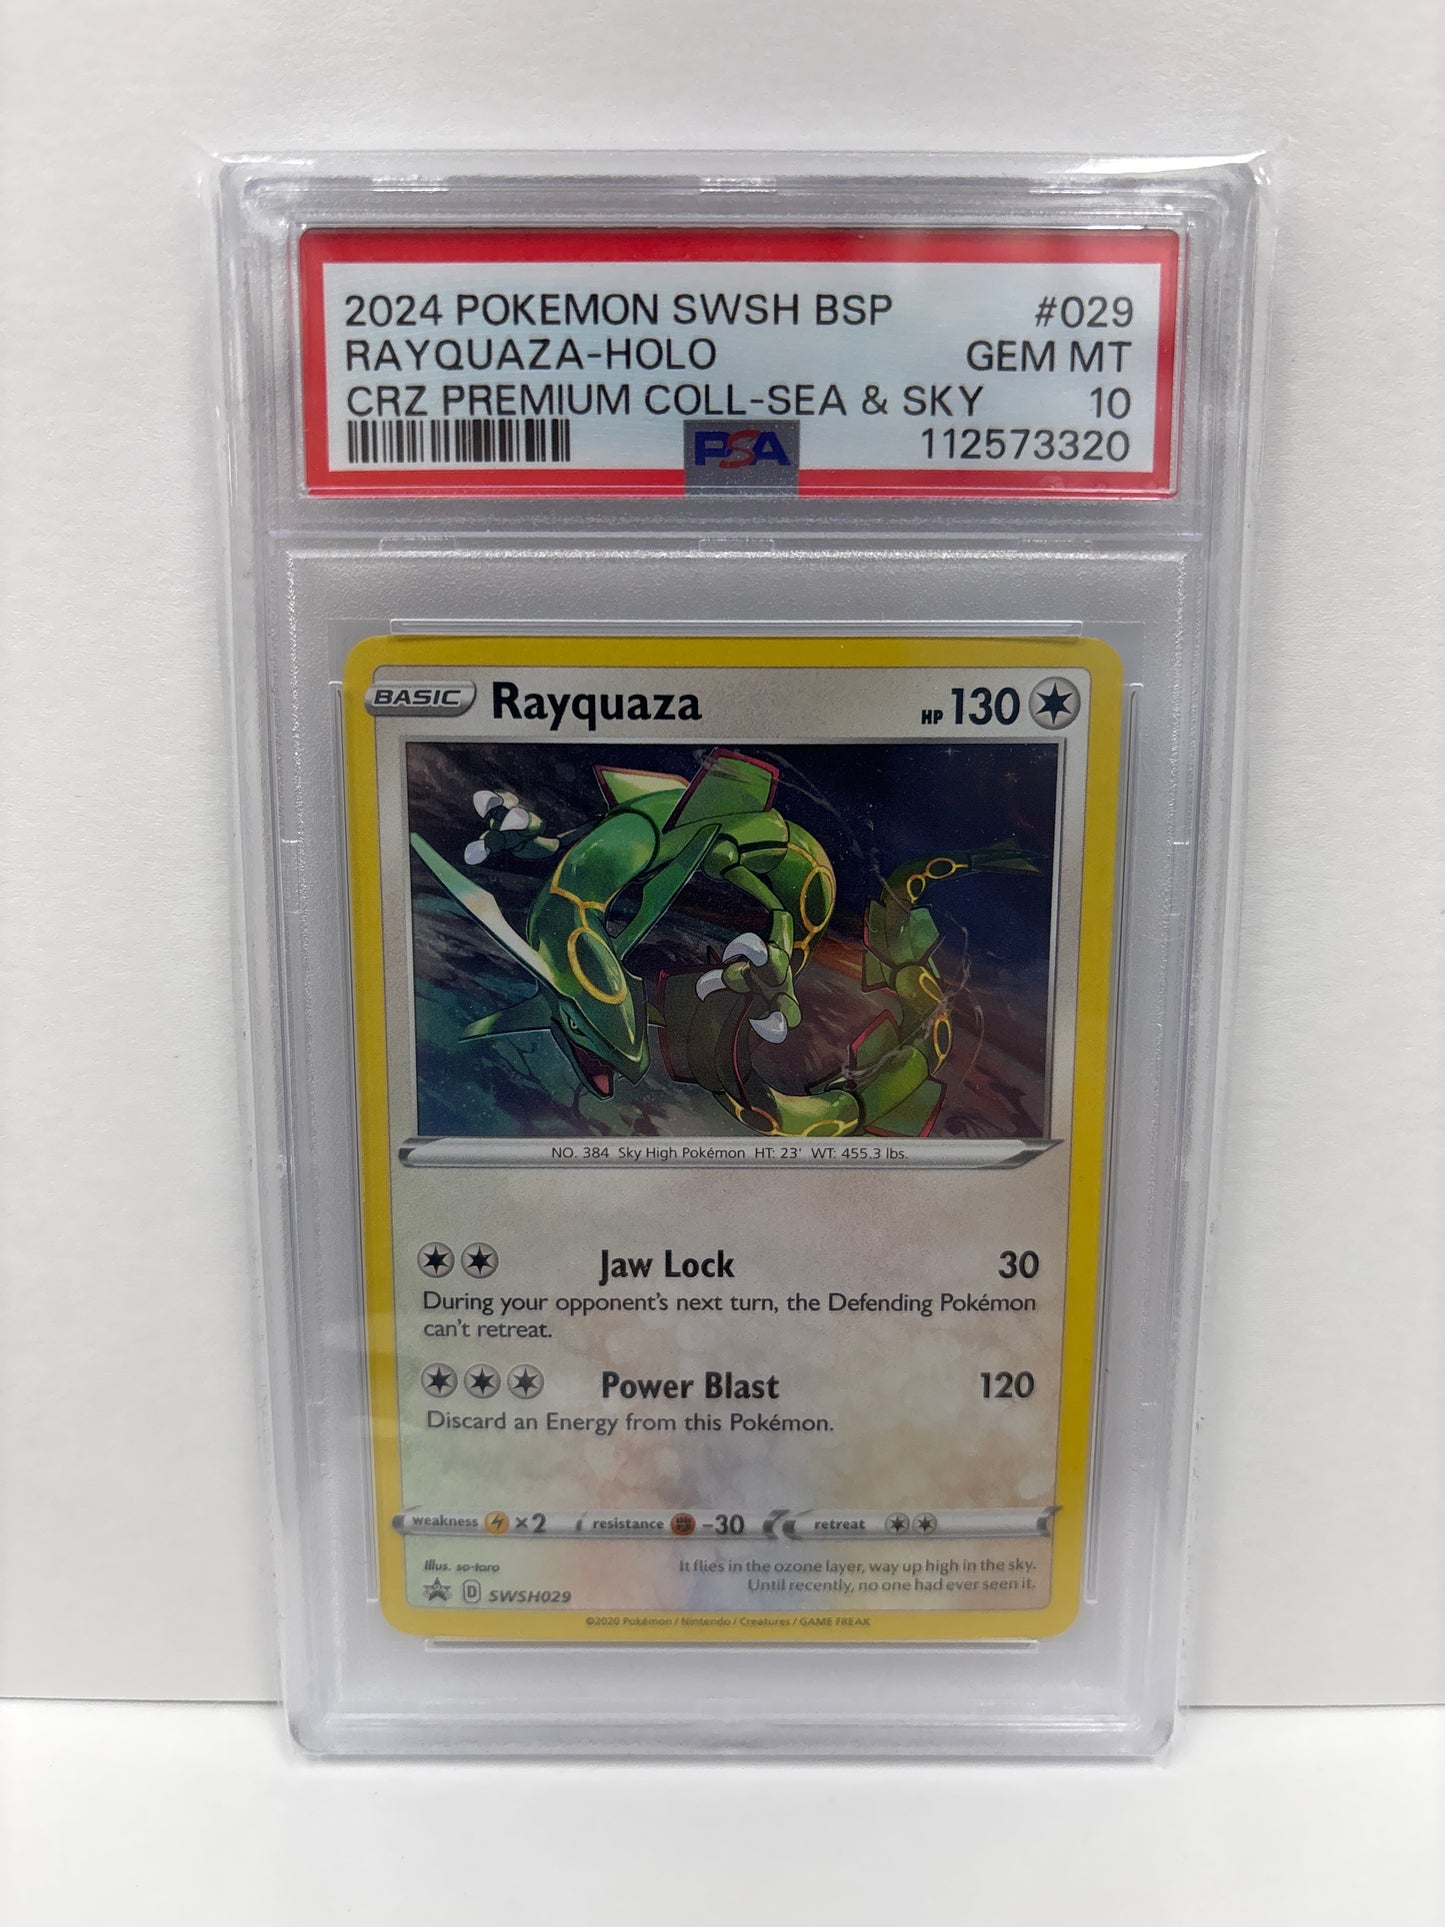 2024 POKEMON SWSH BSP #029
RAYQUAZA-HOLO GEM MT
CRZ PREMIUM COLL-SEA & SKY 10
PSA 112573320
BASIC Rayquaza HP 130
NO. 384 Sky High Pokémon HT: 23' WT: 455.3 lbs.
Jaw Lock 30
During your opponent's next turn, the Defending Pokémon
can't retreat.
Power Blast 120
Discard an Energy from this Pokémon.
weakness ×2 resistance -30 retreat
Illus. so-taro It flies in the ozone layer, way up high in the sky.
D SWSH029 Until recently, no one had ever seen it.
©2020 Pokémon / Nintendo / Creatures / GAME FREAK